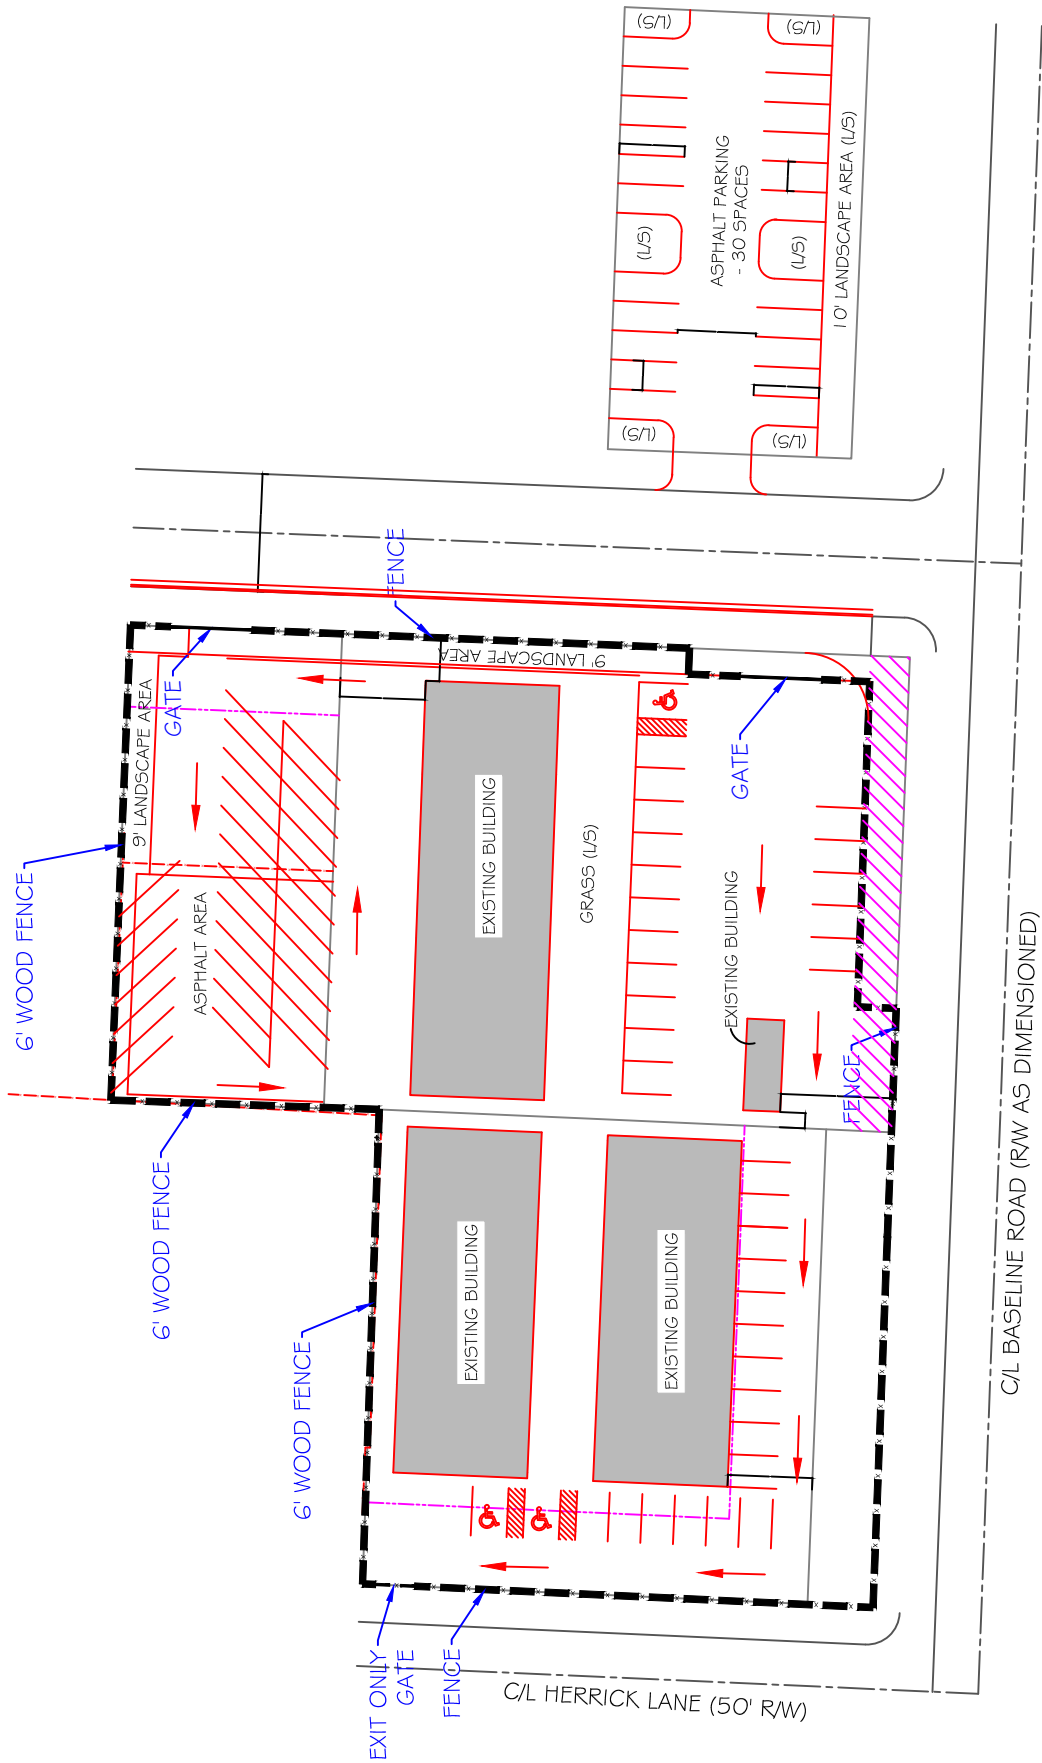 (L/S)
(L/S)
ASPHALT PARKING
- 30 SPACES
10' LANDSCAPE AREA (L/S)
(L/S)
(L/S)
(L/S)
(L/S)
FENCE
9' LANDSCAPE AREA
GATE
9' LANDSCAPE AREA
6' WOOD FENCE
ASPHALT AREA
EXISTING BUILDING
GRASS (L/S)
GATE
EXISTING BUILDING
FENCE
6' WOOD FENCE
6' WOOD FENCE
EXISTING BUILDING
EXISTING BUILDING
EXIT ONLY
GATE
FENCE
C/L HERRICK LANE (50' R/W)
C/L BASELINE ROAD (R/W AS DIMENSIONED)